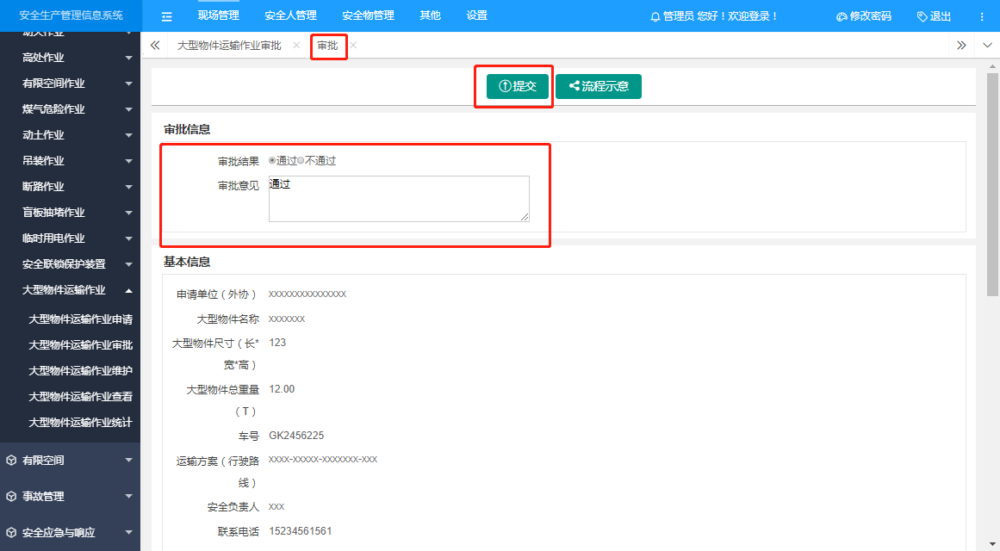 安全生产管理信息系统
现场管理
安全人管理
安全物管理
其他
设置
管理员 您好！欢迎登录！
修改密码
退出
动火作业
高处作业
有限空间作业
煤气危险作业
动土作业
吊装作业
断路作业
盲板抽堵作业
临时用电作业
安全联锁保护装置
大型物件运输作业
大型物件运输作业申请
大型物件运输作业审批
大型物件运输作业维护
大型物件运输作业查看
大型物件运输作业统计
有限空间
事故管理
安全应急与响应
大型物件运输作业审批
审批
提交
流程示意
审批信息
审批结果 通过 不通过
审批意见 通过
基本信息
申请单位（外协） xxxxxxxxxxxxxxx
大型物件名称 xxxxxxx
大型物件尺寸（长* 123
宽*高）
大型物件总重量 12.00
（T）
车号 GK2456225
运输方案（行驶路 xxxx-xxxxx-xxxxxxx-xxx
线）
安全负责人 xxx
联系电话 15234561561